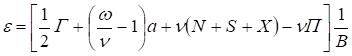 ε = [ 1/2 Γ + ( ω/ν − 1 ) a + ν(N + S + X) − νΠ ] 1/B